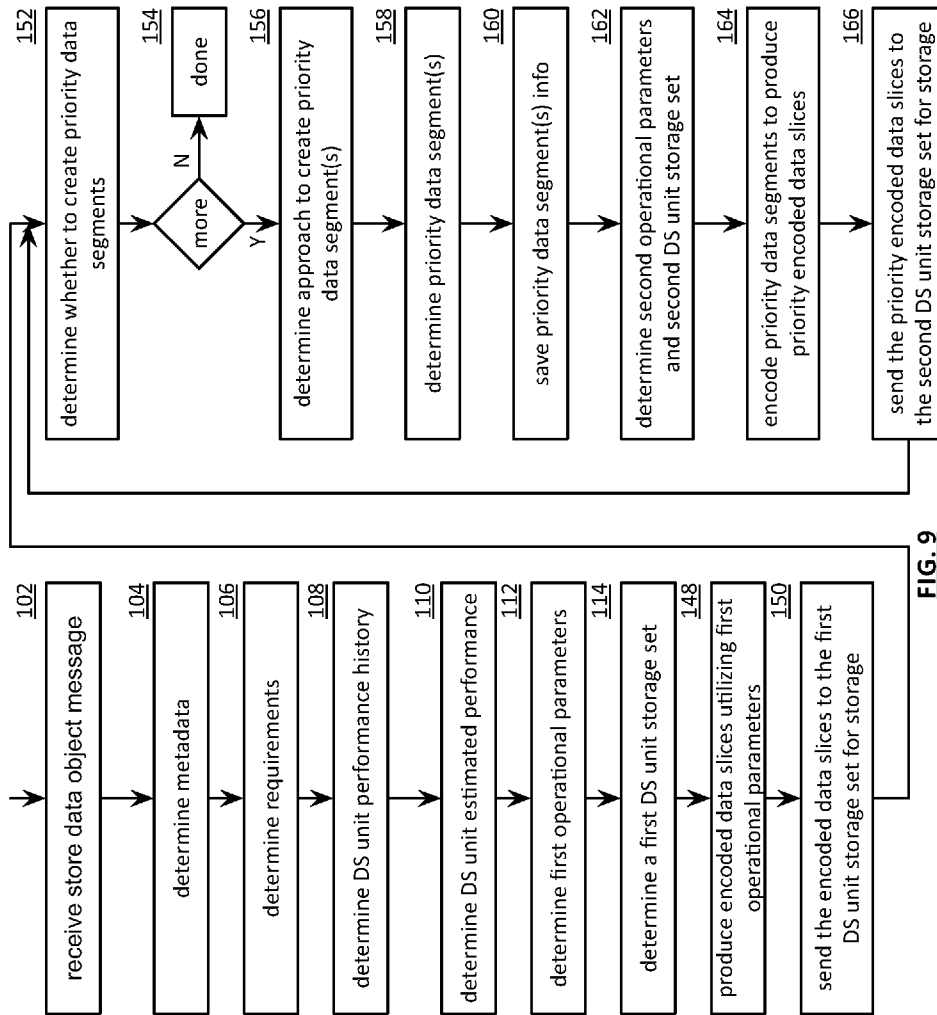 102
receive store data object message
104
determine metadata
106
determine requirements
108
determine DS unit performance history
110
determine DS unit estimated performance
112
determine first operational parameters
114
determine a first DS unit storage set
148
produce encoded data slices utilizing first
operational parameters
150
send the encoded data slices to the first
DS unit storage set for storage
152
determine whether to create priority data
segments
154
more
N
done
Y
156
determine approach to create priority
data segment(s)
158
determine priority data segment(s)
160
save priority data segment(s) info
162
determine second operational parameters
and second DS unit storage set
164
encode priority data segments to produce
priority encoded data slices
166
send the priority encoded data slices to
the second DS unit storage set for storage
FIG. 9